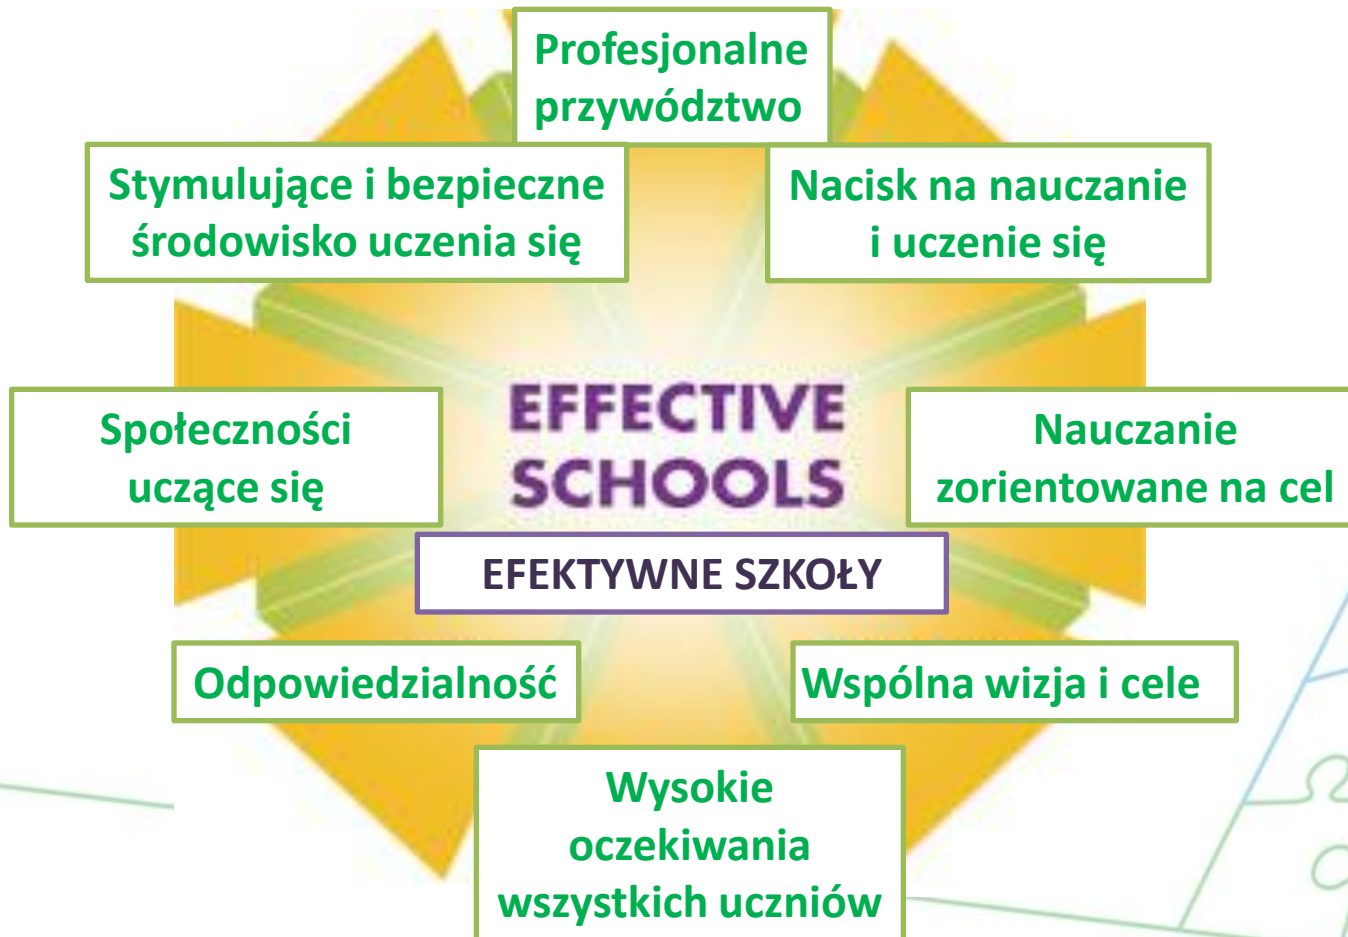 Profesjonalne
przywództwo
Stymulujące i bezpieczne
środowisko uczenia się
Nacisk na nauczanie
i uczenie się
Społeczności
uczące się
EFFECTIVE
SCHOOLS
Nauczanie
zorientowane na cel
EFEKTYWNE SZKOŁY
Odpowiedzialność
Wspólna wizja i cele
Wysokie
oczekiwania
wszystkich uczniów